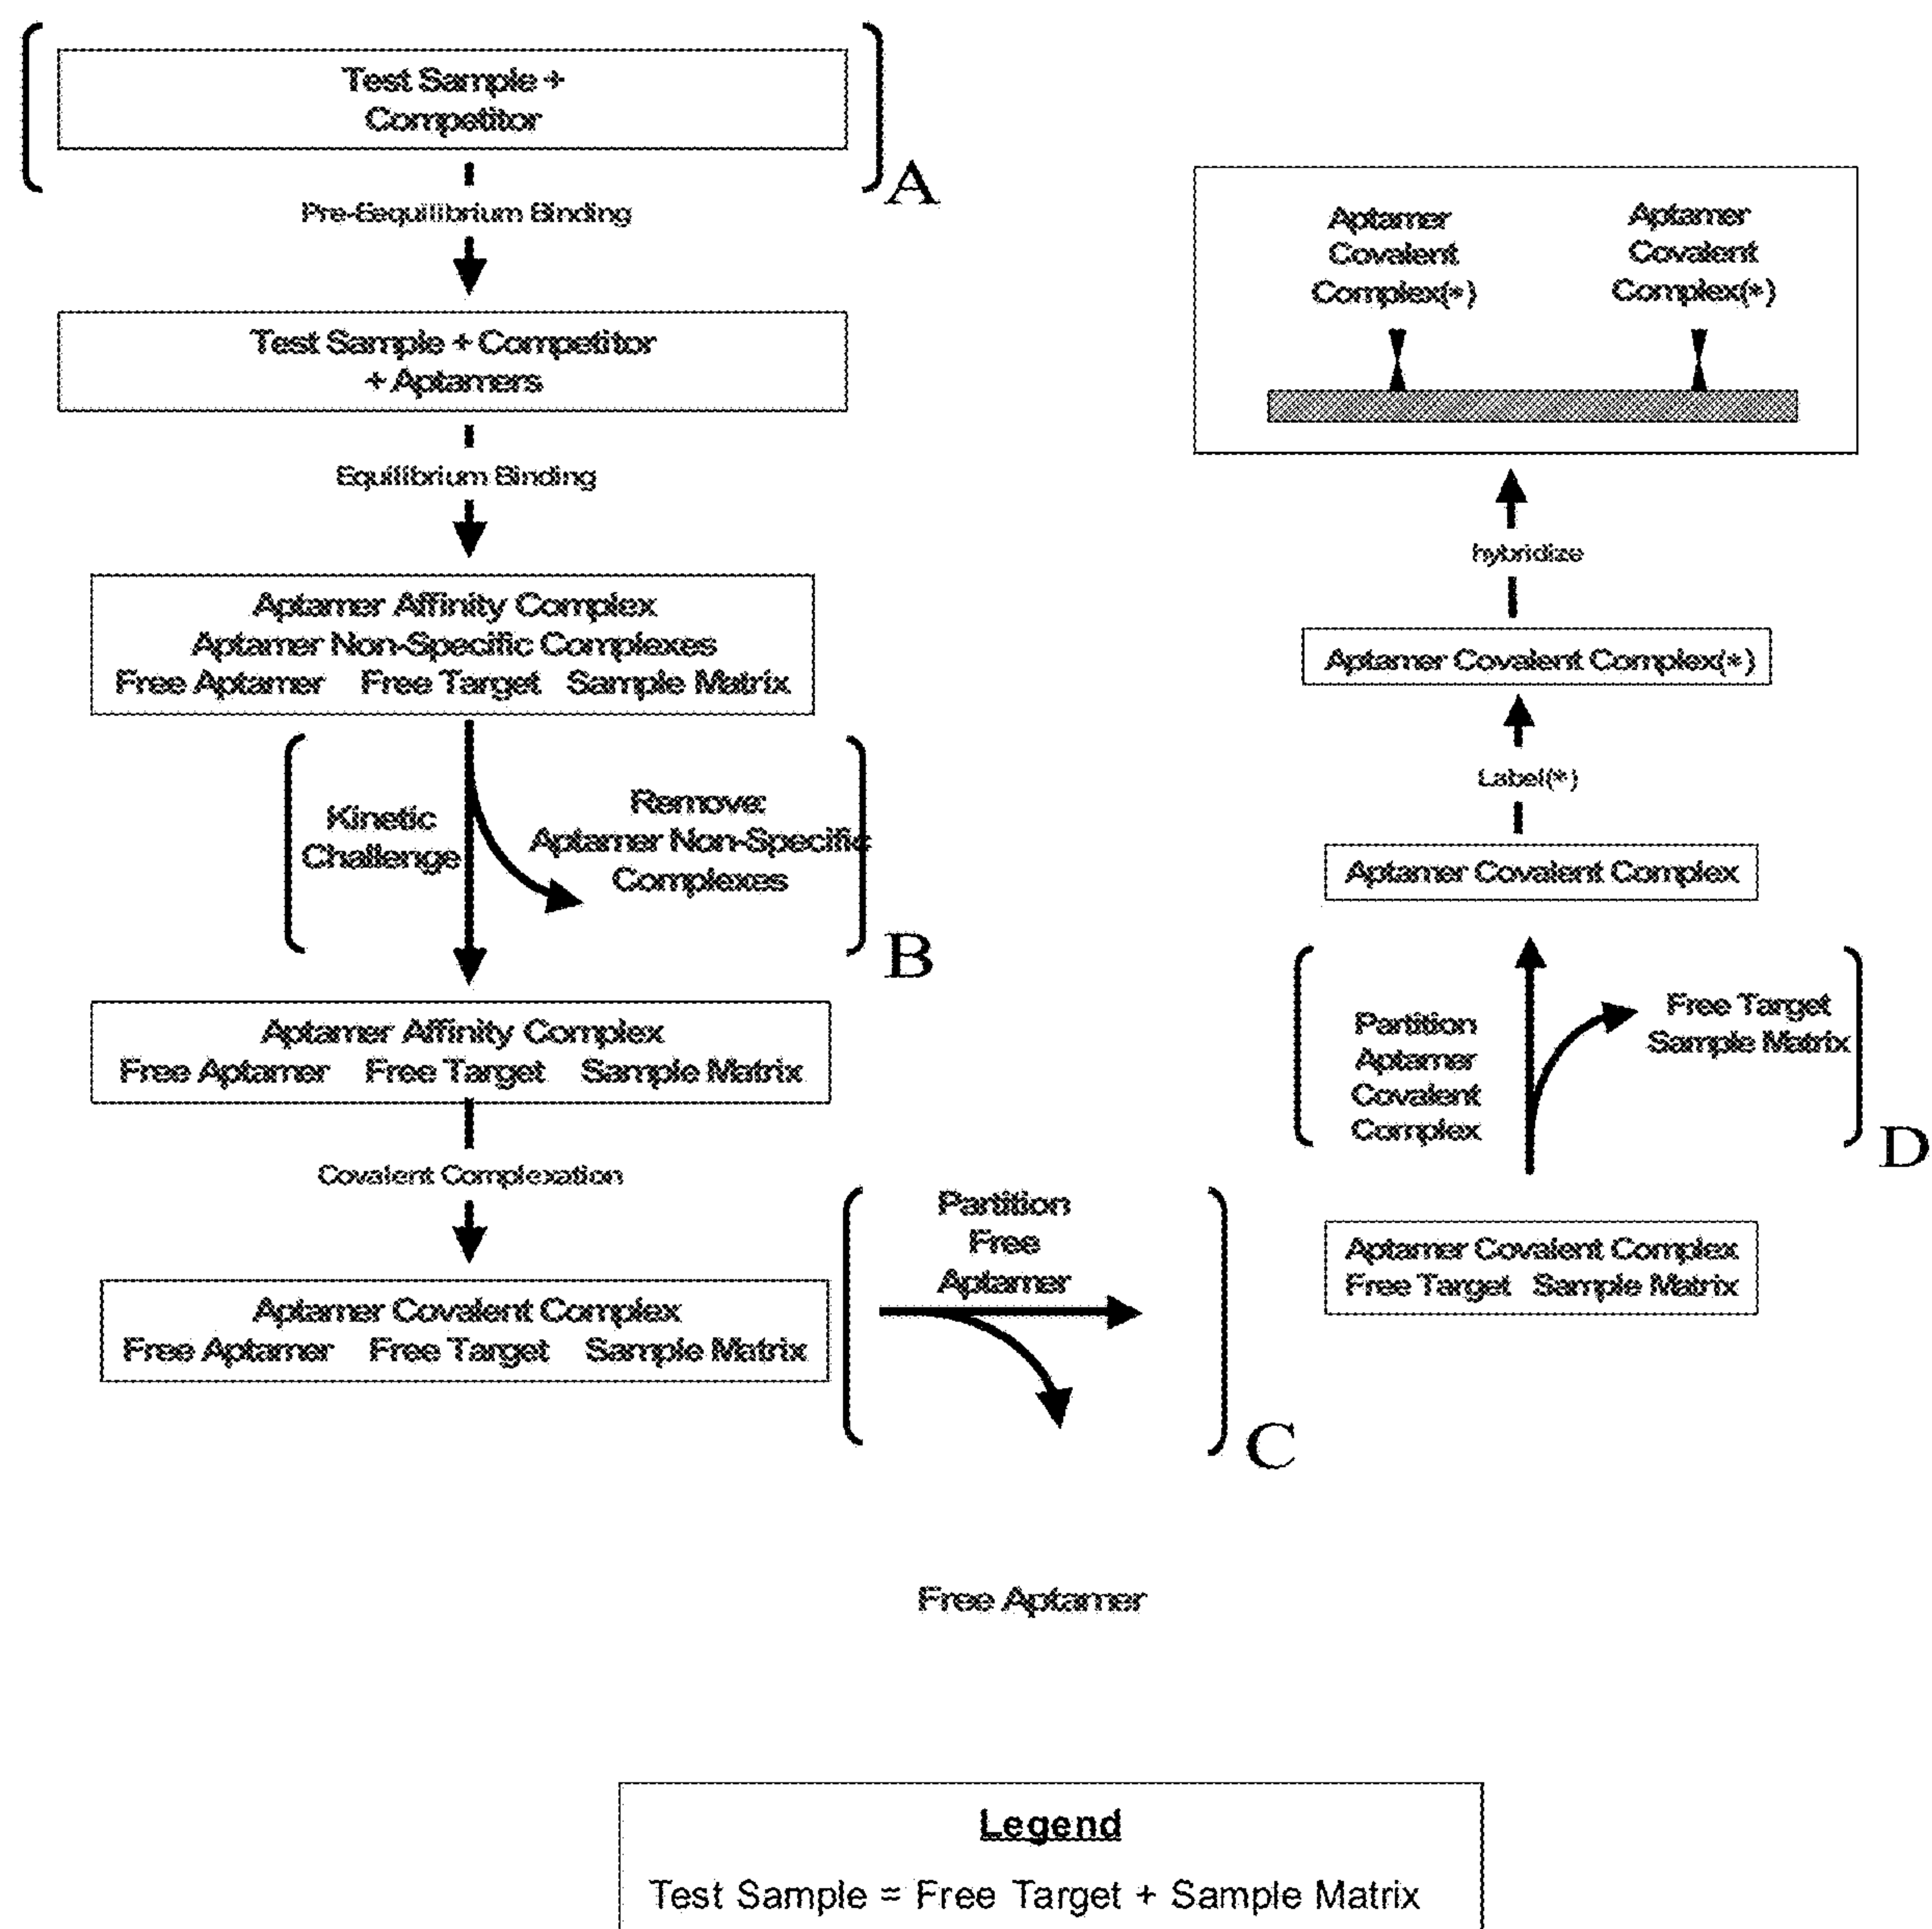 Test Sample +
Competitor
A
Pre-Eequilibrium Binding
Test Sample + Competitor
+ Aptamers
Equilibrium Binding
Aptamer Affinity Complex
Aptamer Non-Specific Complexes
Free Aptamer Free Target Sample Matrix
Kinetic
Challenge
Remove:
Aptamer Non-Specific
Complexes
B
Aptamer Affinity Complex
Free Aptamer Free Target Sample Matrix
Covalent Complexation
Aptamer Covalent Complex
Free Aptamer Free Target Sample Matrix
Partition
Free
Aptamer
C
Free Aptamer
Aptamer
Covalent
Complex(*)
Aptamer
Covalent
Complex(*)
hybridize
Aptamer Covalent Complex(*)
Label(*)
Aptamer Covalent Complex
Partition
Aptamer
Covalent
Complex
Free Target
Sample Matrix
D
Aptamer Covalent Complex
Free Target Sample Matrix
Legend
Test Sample = Free Target + Sample Matrix